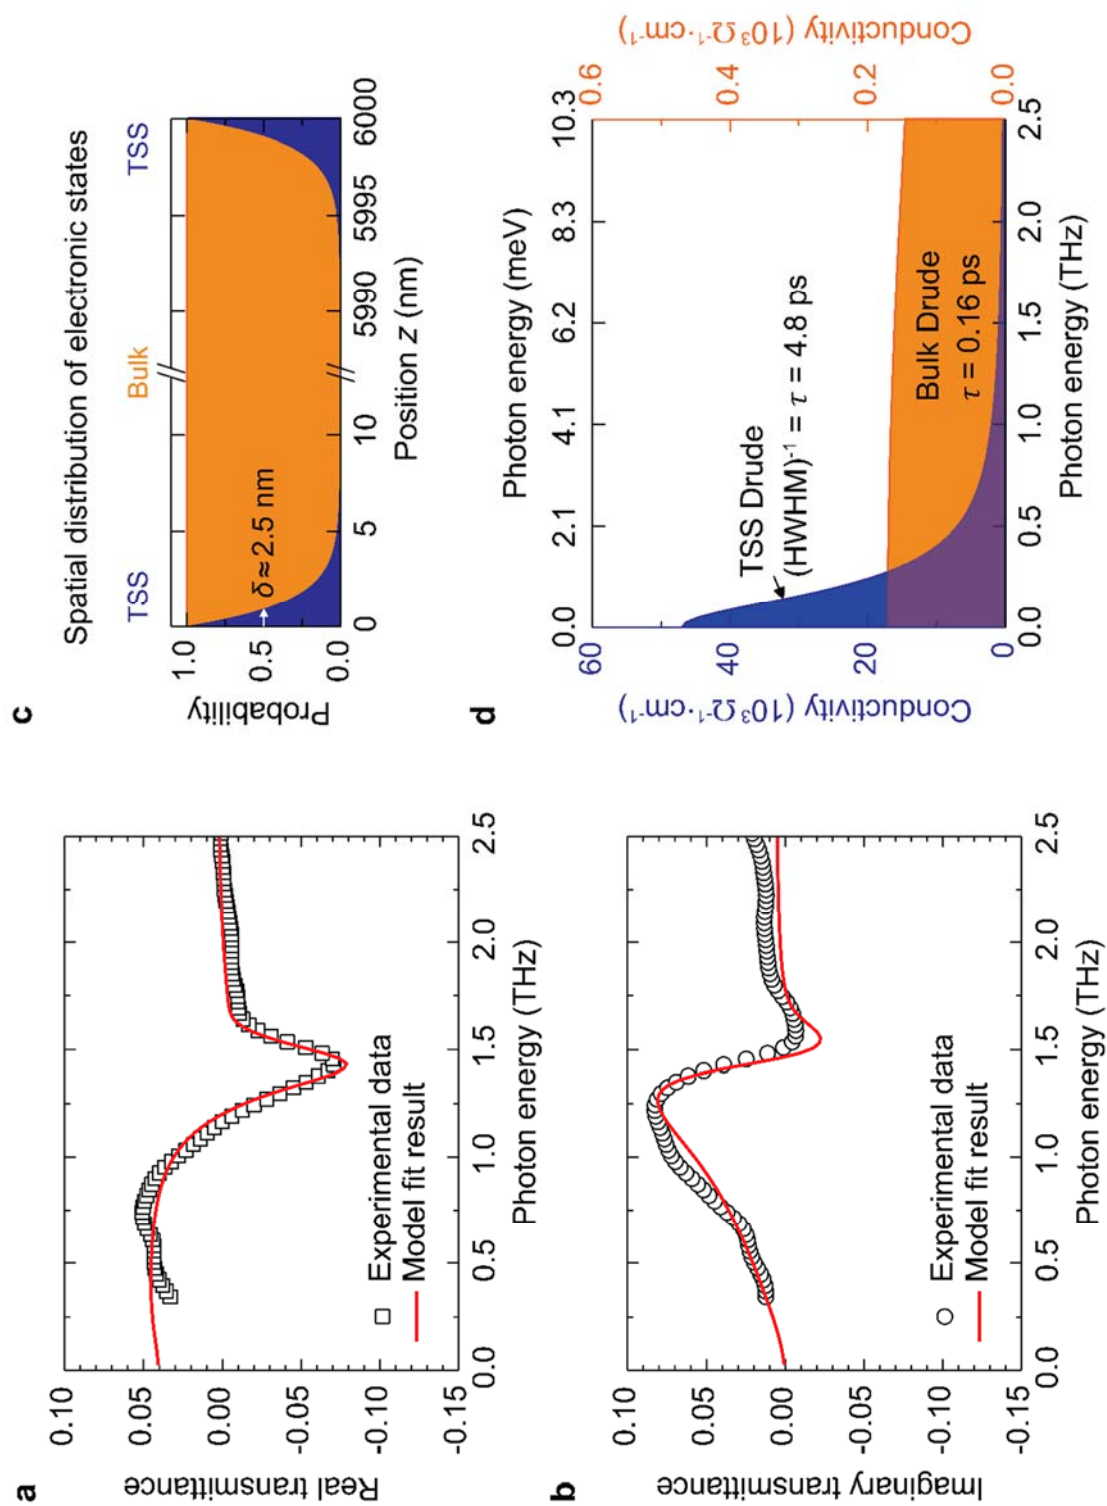 a
Real transmittance
0.10
0.05
0.00
-0.05
-0.10
-0.15
Experimental data
Model fit result
0.0 0.5 1.0 1.5 2.0 2.5
Photon energy (THz)
b
Imaginary transmittance
0.10
0.05
0.00
-0.05
-0.10
-0.15
Experimental data
Model fit result
0.0 0.5 1.0 1.5 2.0 2.5
Photon energy (THz)
c
Spatial distribution of electronic states
TSS Bulk TSS
Probability
1.0
0.5
0.0
δ≈2.5 nm
0 5 10 5990 5995 6000
Position z (nm)
d
Photon energy (meV)
0.0 2.1 4.1 6.2 8.3 10.3
Conductivity (10³Ω⁻¹·cm⁻¹)
60
40
20
0
TSS Drude
(HWHM)⁻¹ = τ = 4.8 ps
Bulk Drude
τ = 0.16 ps
0.6
0.4
0.2
0.0
Conductivity (10³Ω⁻¹·cm⁻¹)
0.0 0.5 1.0 1.5 2.0 2.5
Photon energy (THz)